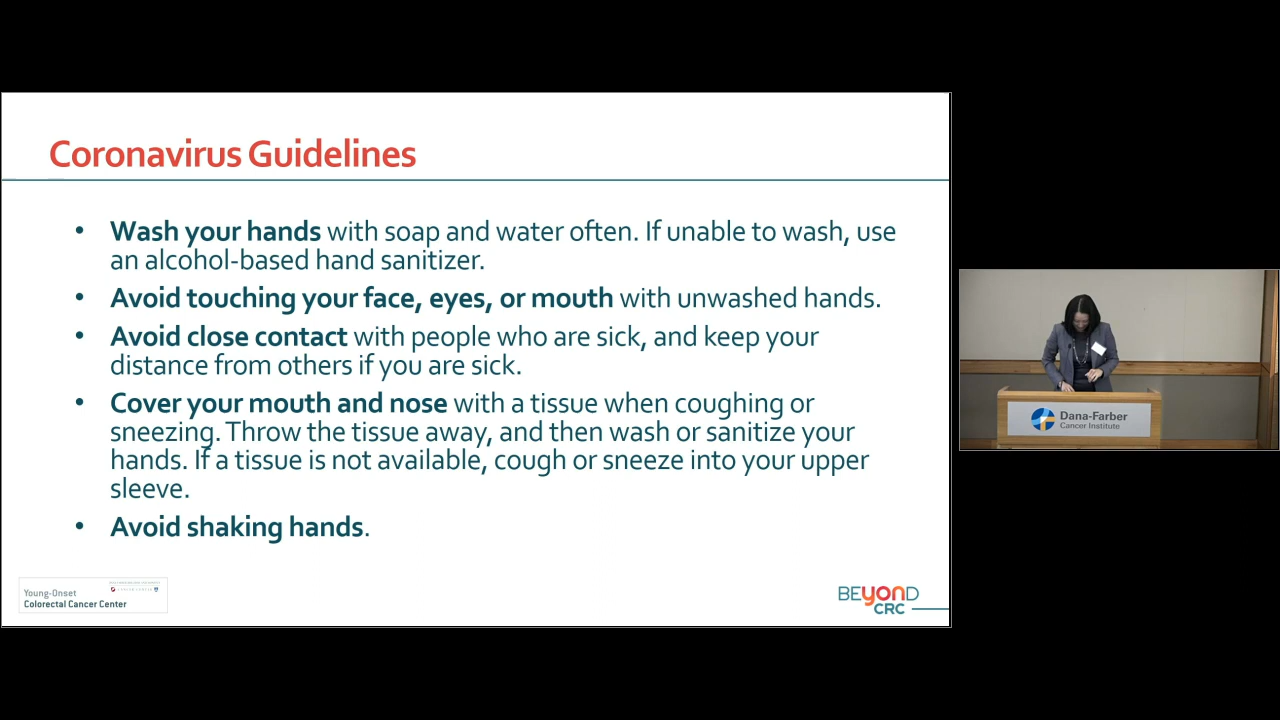 Coronavirus Guidelines
• Wash your hands with soap and water often. If unable to wash, use
an alcohol-based hand sanitizer.
• Avoid touching your face, eyes, or mouth with unwashed hands.
• Avoid close contact with people who are sick, and keep your
distance from others if you are sick.
• Cover your mouth and nose with a tissue when coughing or
sneezing. Throw the tissue away, and then wash or sanitize your
hands. If a tissue is not available, cough or sneeze into your upper
sleeve.
• Avoid shaking hands.
Young-Onset
Colorectal Cancer Center
BEYOND
CRC
Dana-Farber
Cancer Institute